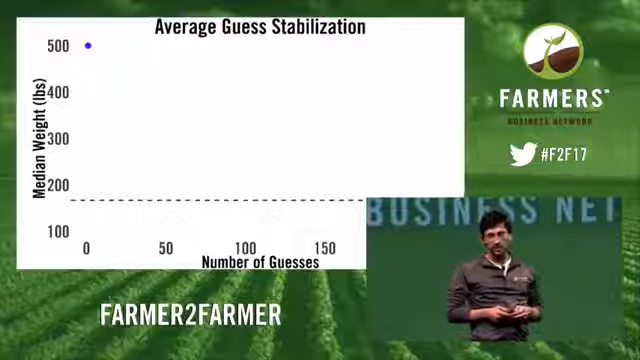 Average Guess Stabilization
Median Weight (lbs)
500
400
300
200
100
0
50
100
150
Number of Guesses
FARMERS™
BUSINESS NETWORK
#F2F17
BUSINESS NET
FARMER2FARMER